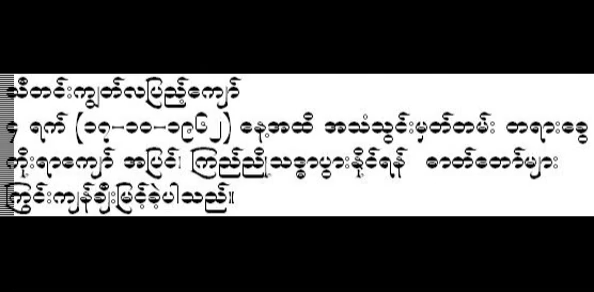 သီတင်းကျွတ်လပြည့်ကျော်
၄ ရက် (၁၇-၁၀-၁၉၆၂) နေ့အထိ အသံသွင်းမှတ်တမ်း တရားခွေ
ကိုးရာကျော် အပြင်၊ ကြည်ညိုသဒ္ဓါပွားနိုင်ရန် ဓာတ်တော်များ
ကြွင်းကျန်ချီးမြှင့်ခဲ့ပါသည်။